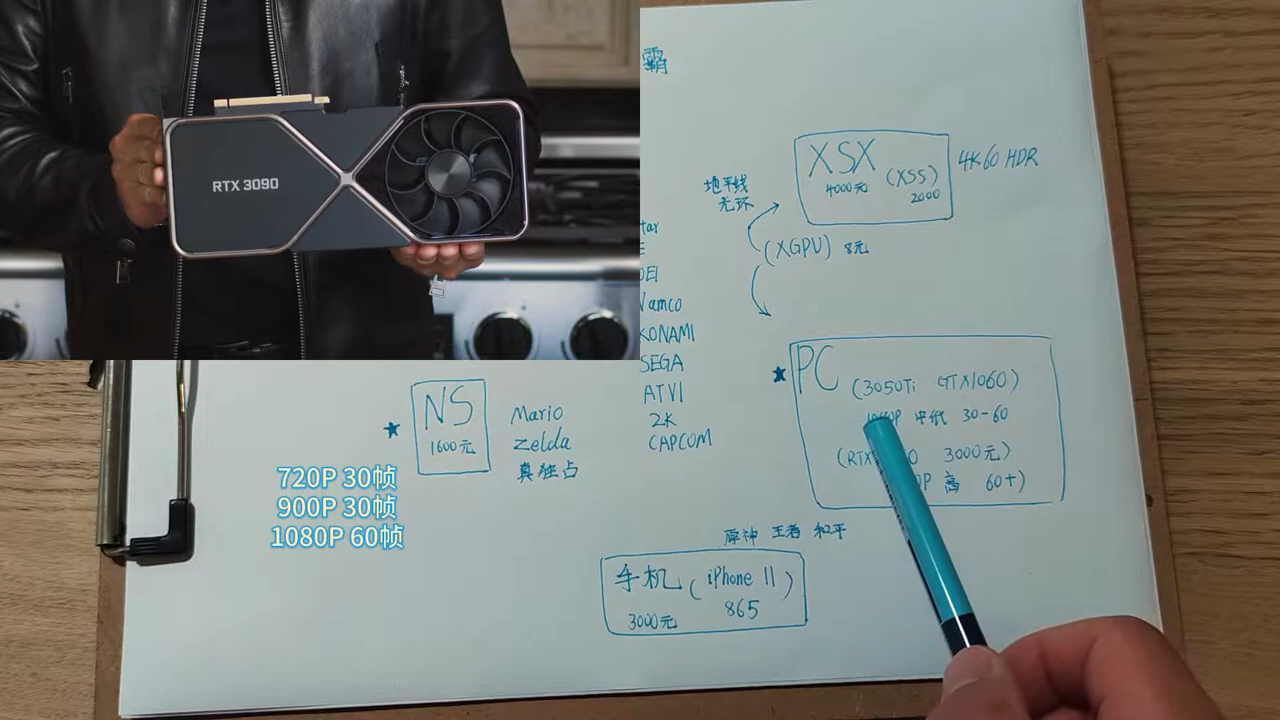 RTX 3090
霸
XSX
4000元
(XSS)
2000
4K60 HDR
地平线
光环
(XGPU) 8元
tar
Namco
KONAMI
SEGA
ATVI
2K
CAPCOM
PC (3050Ti GTX1060)
1080P 中低 30-60
(RTX 3000元)
P 高 60+)
NS
1600元
Mario
Zelda
真独占
720P 30帧
900P 30帧
1080P 60帧
原神 王者 和平
手机 (iPhone 11)
865
3000元